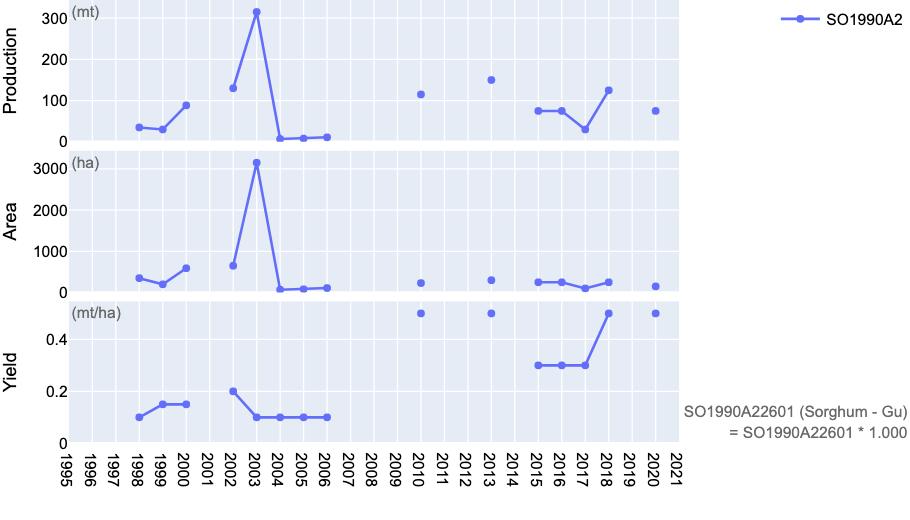 Production
(mt)
300
200
100
0
SO1990A2
Area
(ha)
3000
2000
1000
0
Yield
(mt/ha)
0.4
0.2
0
1995 1996 1997 1998 1999 2000 2001 2002 2003 2004 2005 2006 2007 2008 2009 2010 2011 2012 2013 2014 2015 2016 2017 2018 2019 2020 2021
SO1990A22601 (Sorghum - Gu)
= SO1990A22601 * 1.000